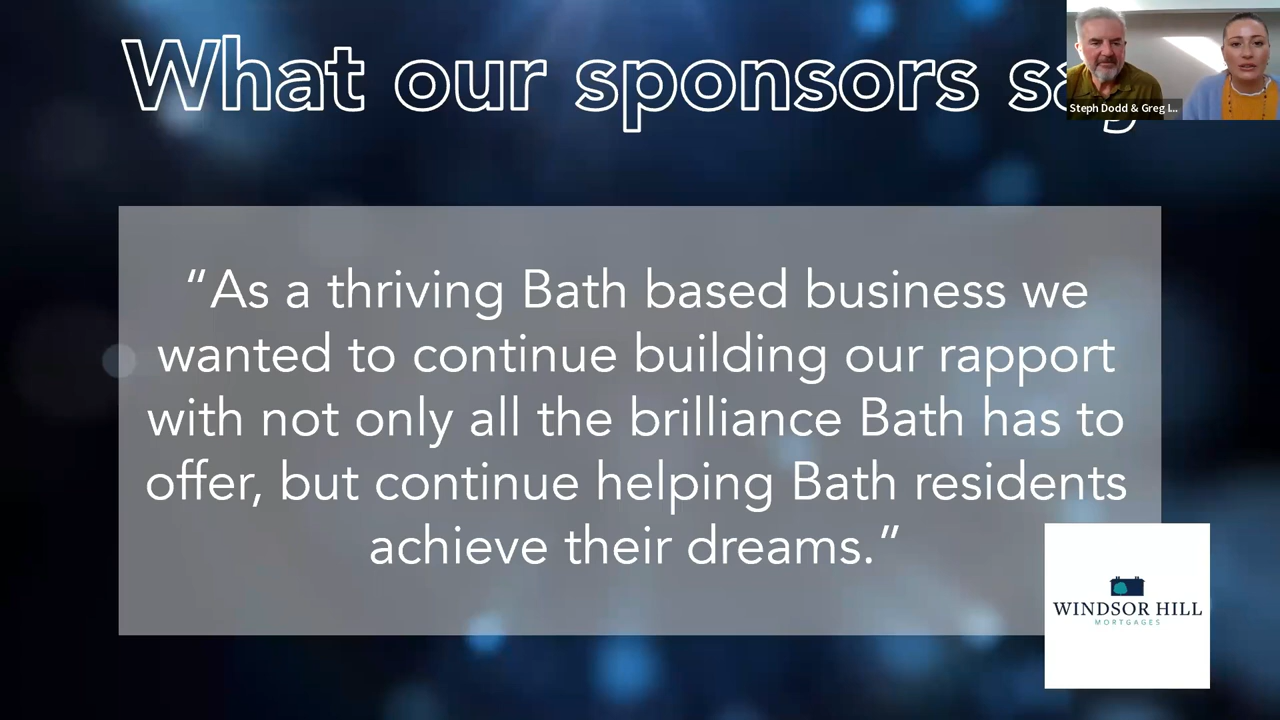 What our sponsors say
Steph Dodd & Greg I...
“As a thriving Bath based business we
wanted to continue building our rapport
with not only all the brilliance Bath has to
offer, but continue helping Bath residents
achieve their dreams.”
WINDSOR HILL
MORTGAGES